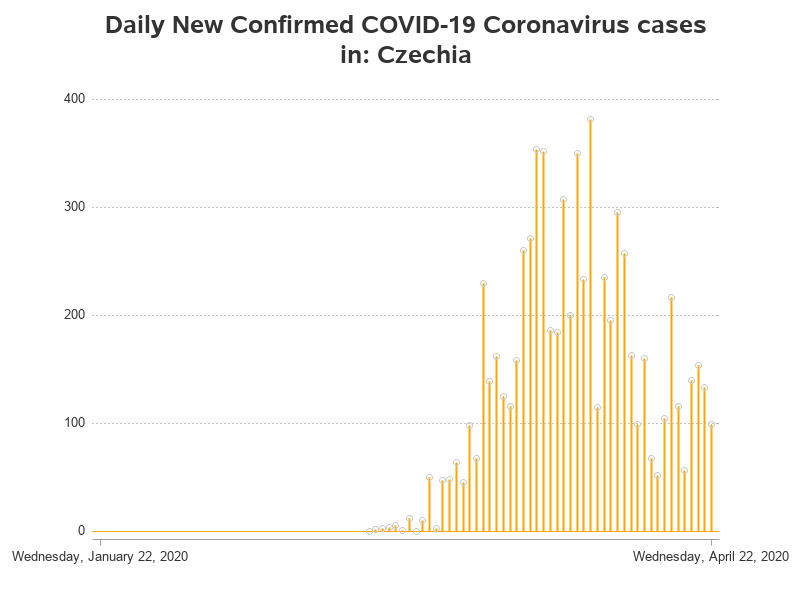 Daily New Confirmed COVID-19 Coronavirus cases
in: Czechia
400
300
200
100
0
Wednesday, January 22, 2020
Wednesday, April 22, 2020